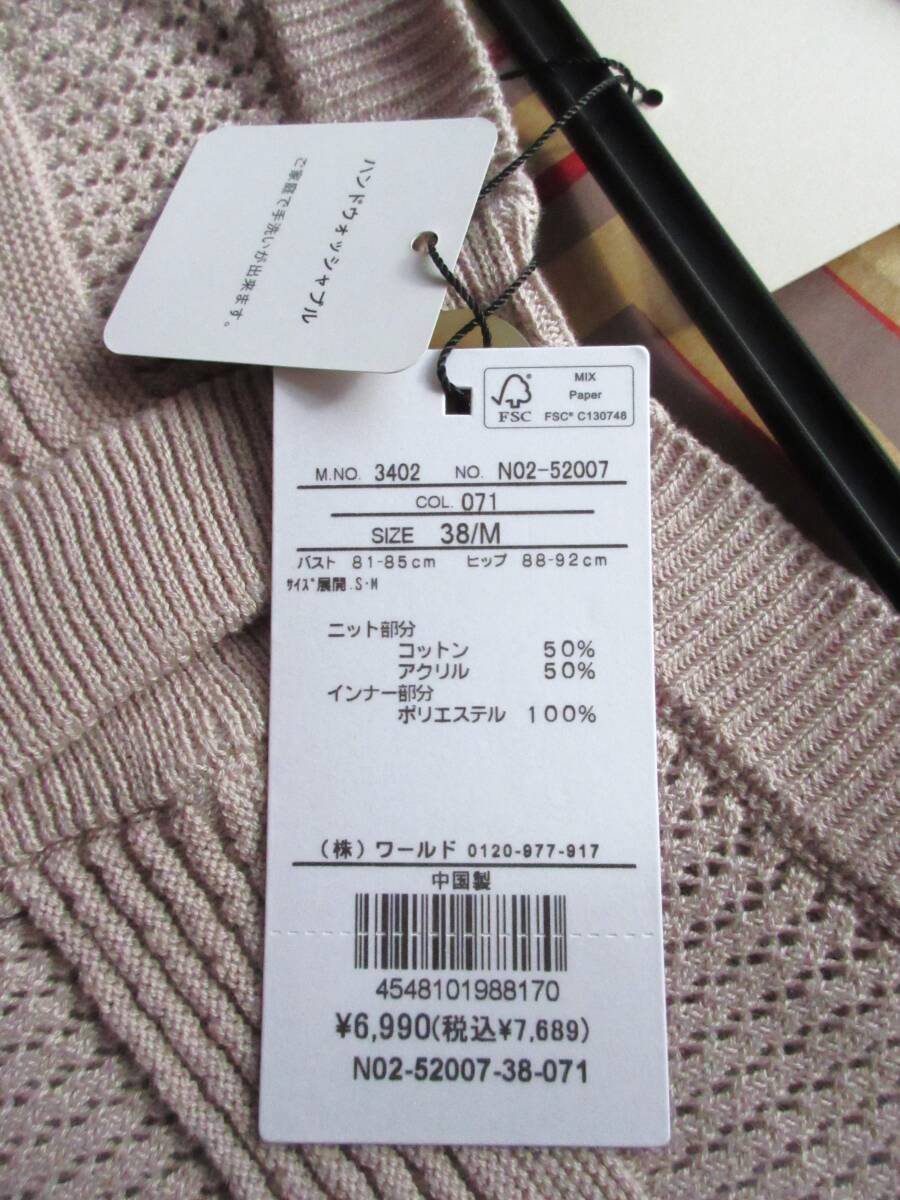 ハンドウォッシャブル
ご家庭で手洗いが出来ます。
FSC®
MIX
Paper
FSC® C130748
M.NO. 3402 NO. N02-52007
COL. 071
SIZE 38/M
バスト 81-85cm ヒップ 88-92cm
ｻｲｽﾞ展開.S·M
ニット部分
コットン 50%
アクリル 50%
インナー部分
ポリエステル 100%
(株)ワールド 0120-977-917
中国製
4548101988170
¥6,990(税込¥7,689)
N02-52007-38-071